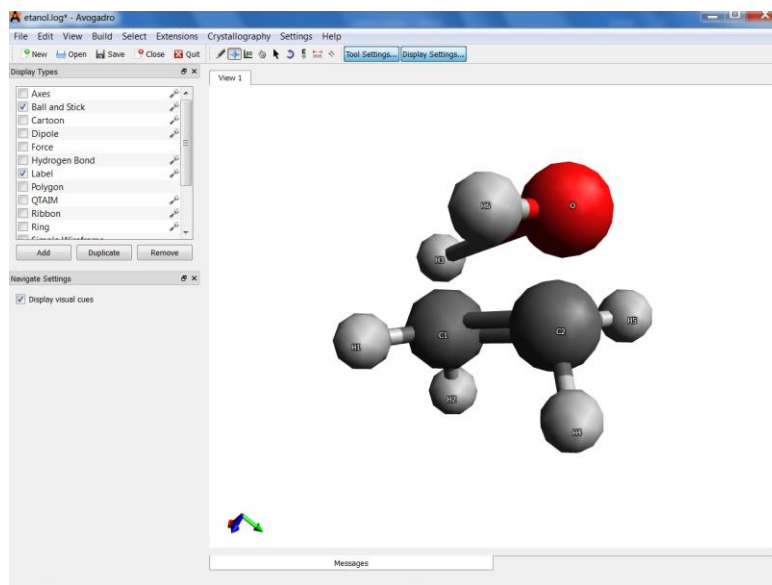 etanol.log* - Avogadro
File Edit View Build Select Extensions Crystallography Settings Help
New Open Save Close Quit Tool Settings... Display Settings...
Display Types
View 1
Axes
Ball and Stick
Cartoon
Dipole
Force
Hydrogen Bond
Label
Polygon
QTAIM
Ribbon
Ring
Simple Wireframe
Add Duplicate Remove
Navigate Settings
Display visual cues
H6
O
H3
H5
C1
C2
H1
H2
H4
Messages